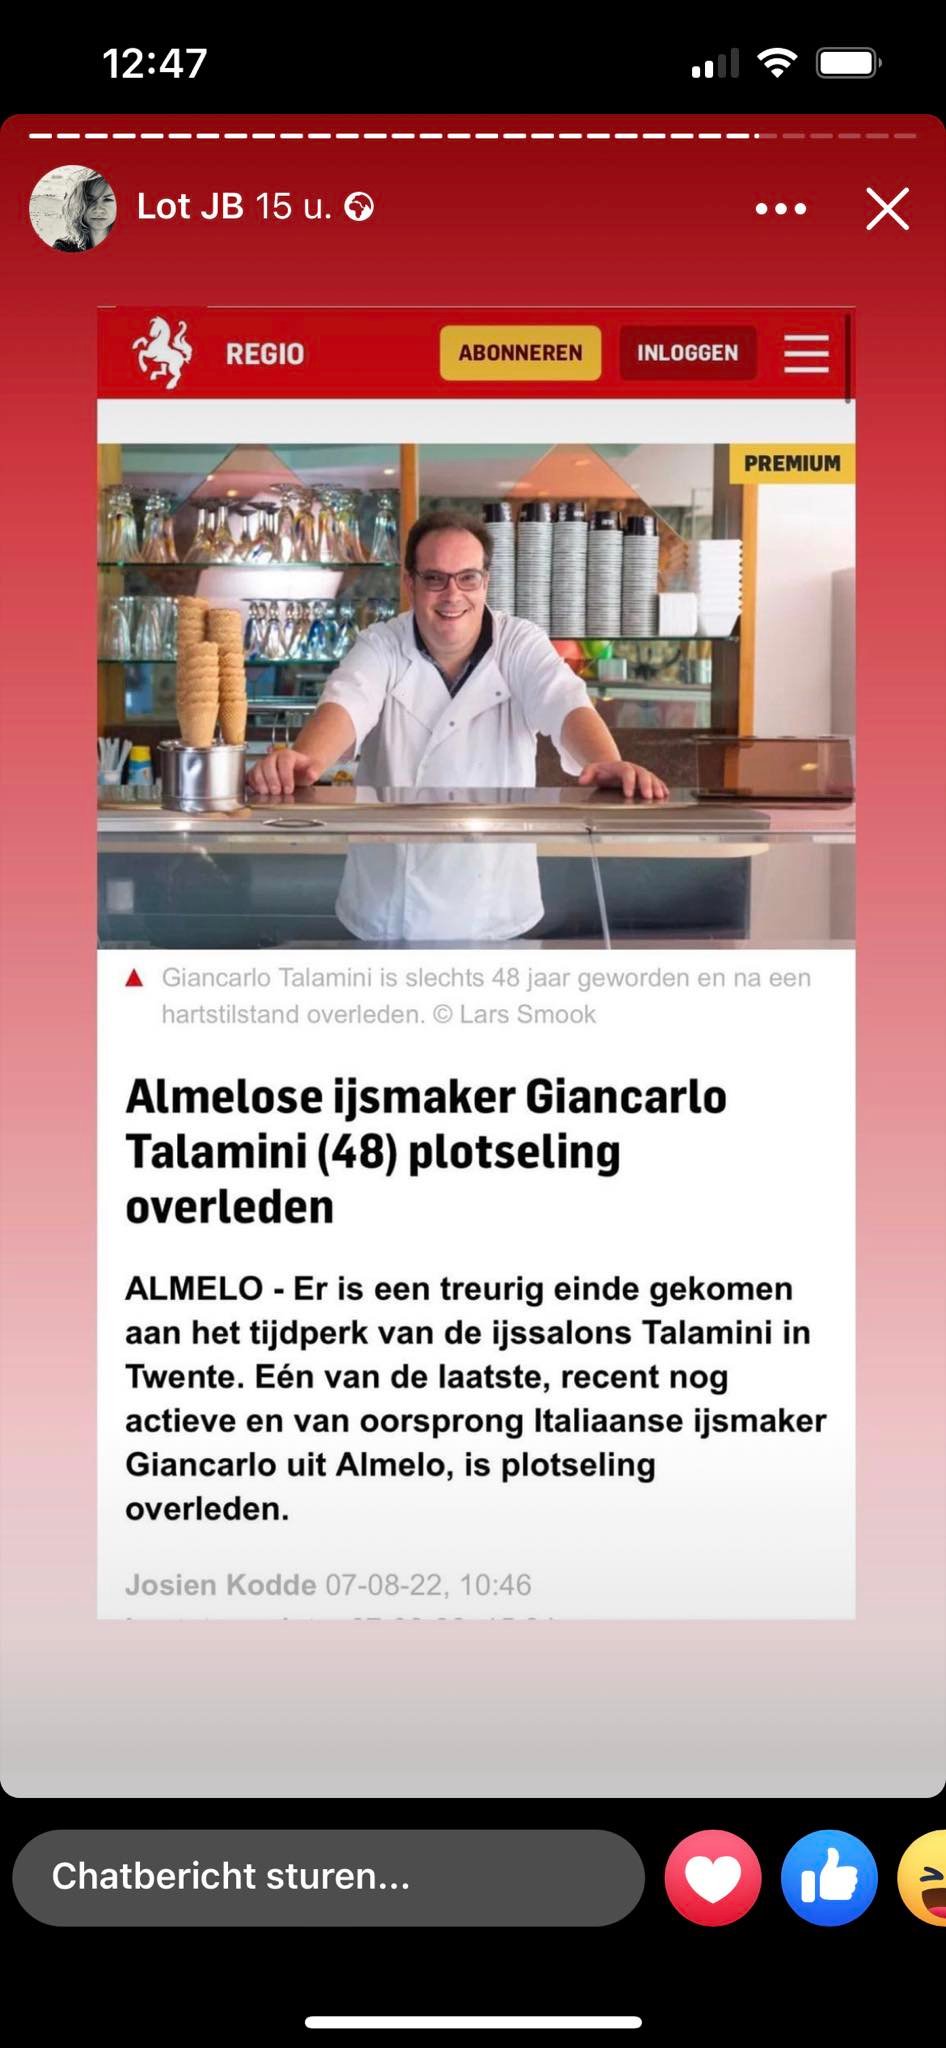 12:47
Lot JB 15 u.
REGIO
ABONNEREN
INLOGGEN
PREMIUM
Giancarlo Talamini is slechts 48 jaar geworden en na een
hartstilstand overleden. © Lars Smook
Almelose ijsmaker Giancarlo
Talamini (48) plotseling
overleden
ALMELO - Er is een treurig einde gekomen
aan het tijdperk van de ijssalons Talamini in
Twente. Eén van de laatste, recent nog
actieve en van oorsprong Italiaanse ijsmaker
Giancarlo uit Almelo, is plotseling
overleden.
Josien Kodde 07-08-22, 10:46
Chatbericht sturen...